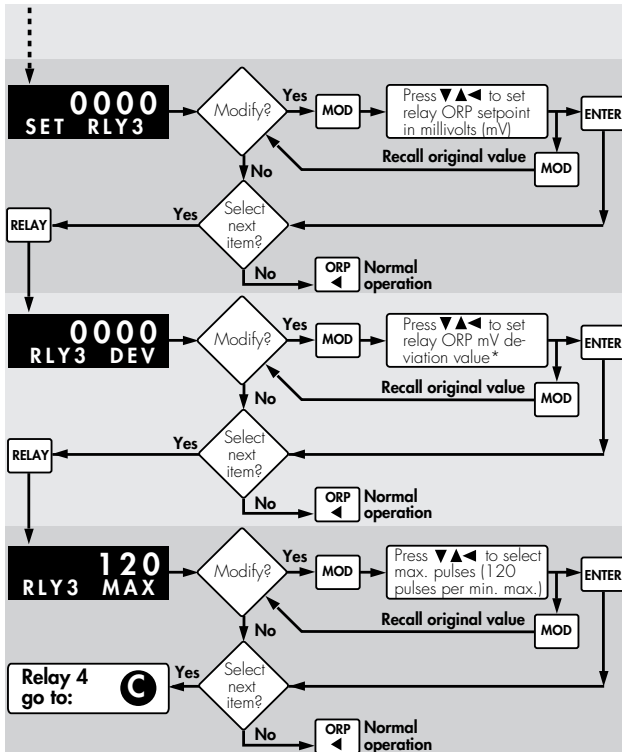 0000
SET RLY3
Modify?
Yes
MOD
Press ▼▲◄ to set
relay ORP setpoint
in millivolts (mV)
ENTER
Recall original value
MOD
No
RELAY
Yes
Select
next
item?
No
ORP
◄
Normal
operation
0000
RLY3 DEV
Modify?
Yes
MOD
Press ▼▲◄ to set
relay ORP mV de-
viation value*
ENTER
Recall original value
MOD
No
RELAY
Yes
Select
next
item?
No
ORP
◄
Normal
operation
120
RLY3 MAX
Modify?
Yes
MOD
Press ▼▲◄ to select
max. pulses (120
pulses per min. max.)
ENTER
Recall original value
MOD
No
Relay 4
go to:
C
Yes
Select
next
item?
No
ORP
◄
Normal
operation